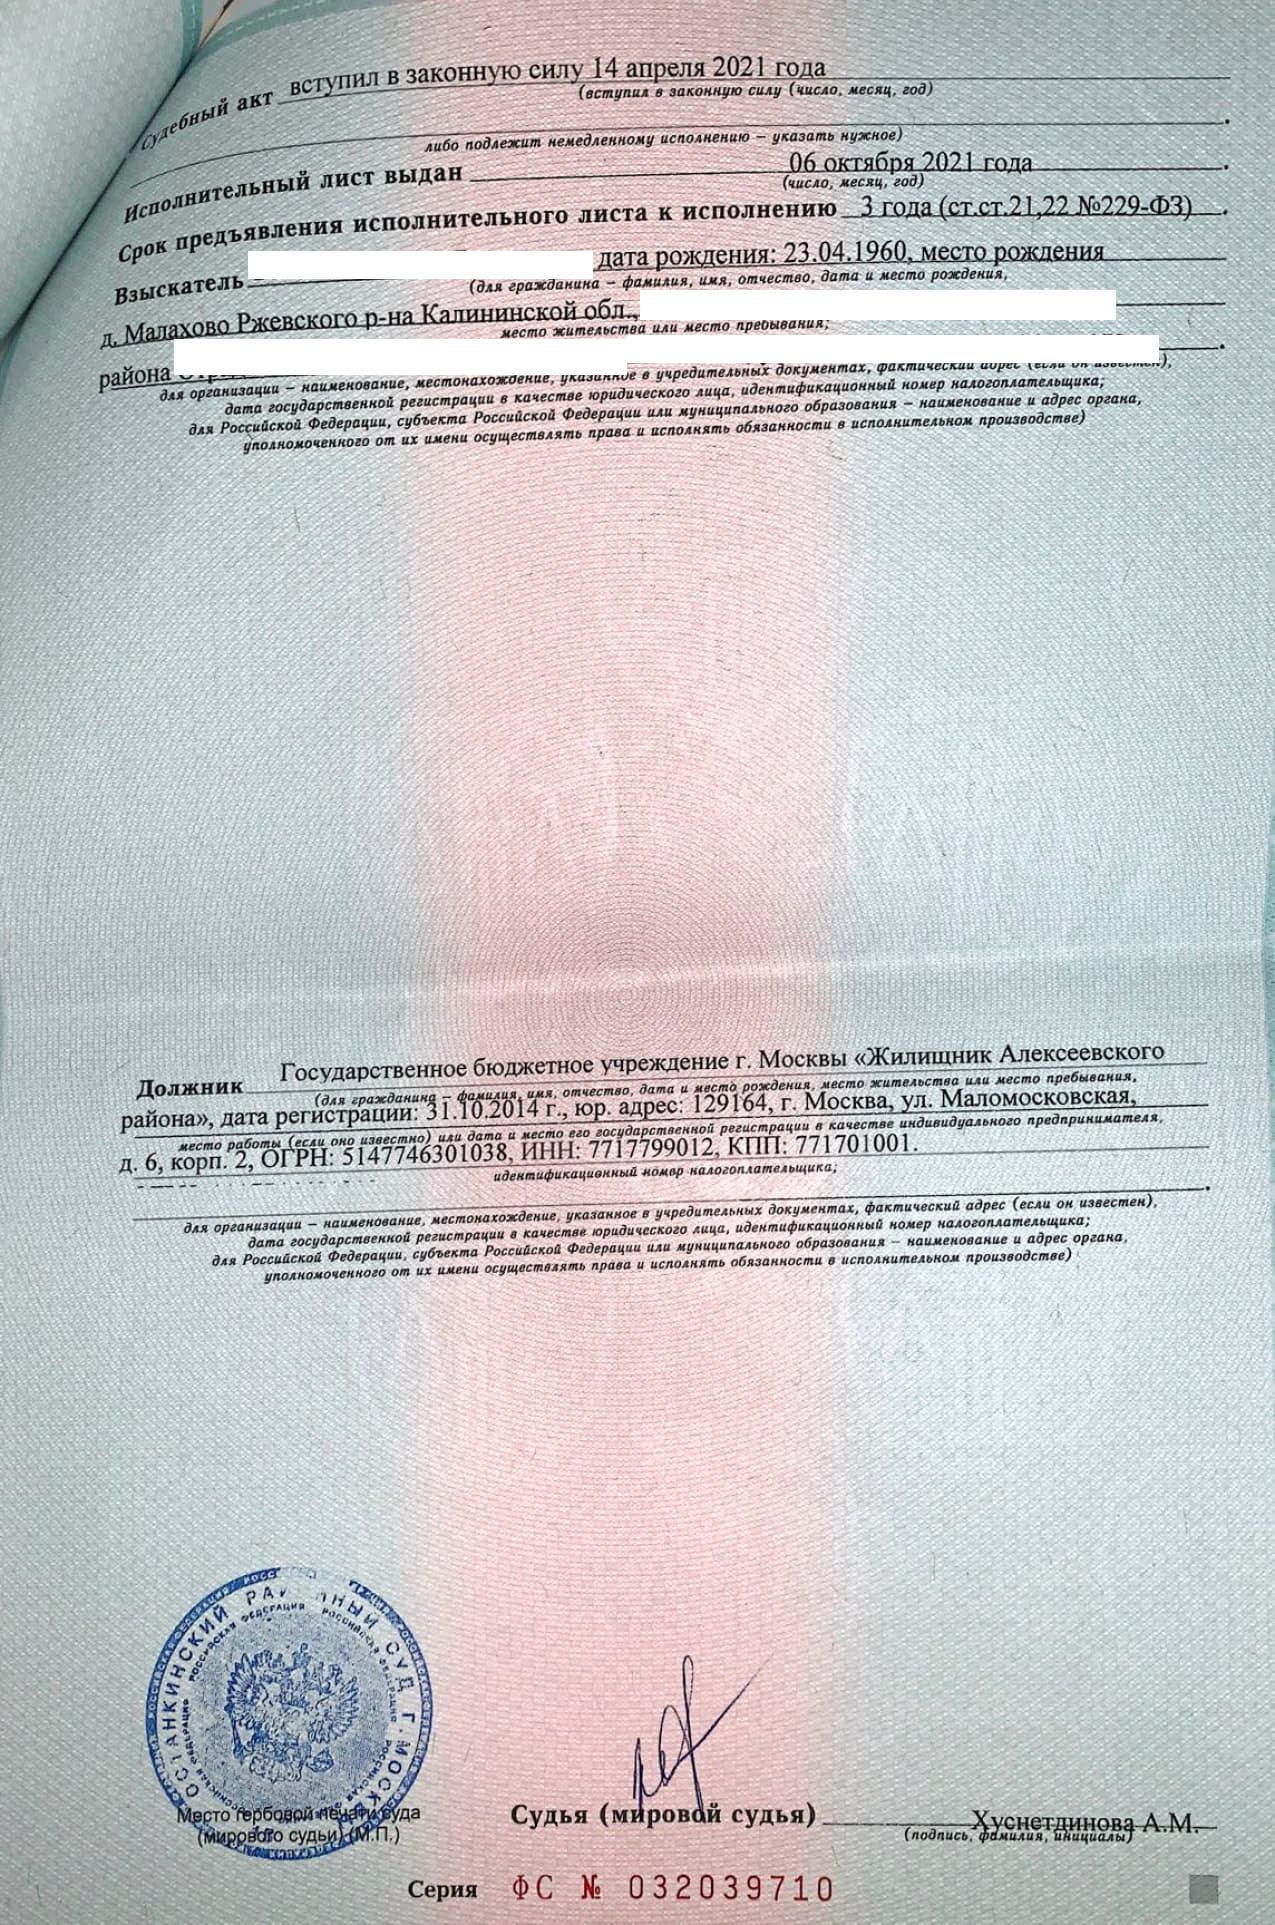 Судебный акт вступил в законную силу 14 апреля 2021 года
(вступил в законную силу (число, месяц, год)
либо подлежит немедленному исполнению – указать нужное)
Исполнительный лист выдан 06 октября 2021 года
(число, месяц, год)
Срок предъявления исполнительного листа к исполнению 3 года (ст.ст.21,22 №229-ФЗ)
Взыскатель дата рождения: 23.04.1960, место рождения
(для гражданина – фамилия, имя, отчество, дата и место рождения,
д. Малахово Ржевского р-на Калининской обл.,
место жительства или место пребывания;
района
для организации – наименование, местонахождение, указанное в учредительных документах, фактический адрес (если он известен),
дата государственной регистрации в качестве юридического лица, идентификационный номер налогоплательщика;
для Российской Федерации, субъекта Российской Федерации или муниципального образования – наименование и адрес органа,
уполномоченного от их имени осуществлять права и исполнять обязанности в исполнительном производстве)
Должник Государственное бюджетное учреждение г. Москвы «Жилищник Алексеевского
(для гражданина – фамилия, имя, отчество, дата и место рождения, место жительства или место пребывания,
района», дата регистрации: 31.10.2014 г., юр. адрес: 129164, г. Москва, ул. Маломосковская,
место работы (если оно известно) или дата и место его государственной регистрации в качестве индивидуального предпринимателя,
д. 6, корп. 2, ОГРН: 5147746301038, ИНН: 7717799012, КПП: 771701001.
идентификационный номер налогоплательщика;
для организации – наименование, местонахождение, указанное в учредительных документах, фактический адрес (если он известен),
дата государственной регистрации в качестве юридического лица, идентификационный номер налогоплательщика;
для Российской Федерации, субъекта Российской Федерации или муниципального образования – наименование и адрес органа,
уполномоченного от их имени осуществлять права и исполнять обязанности в исполнительном производстве)
ОСТАНКИНСКИЙ СУД Г. МОСКВЫ
РОССИЙСКАЯ ФЕДЕРАЦИЯ
Место гербовой печати суда
(мирового судьи) (М.П.)
Судья (мировой судья) Хуснетдинова А.М.
(подпись, фамилия, инициалы)
Серия ФС № 032039710